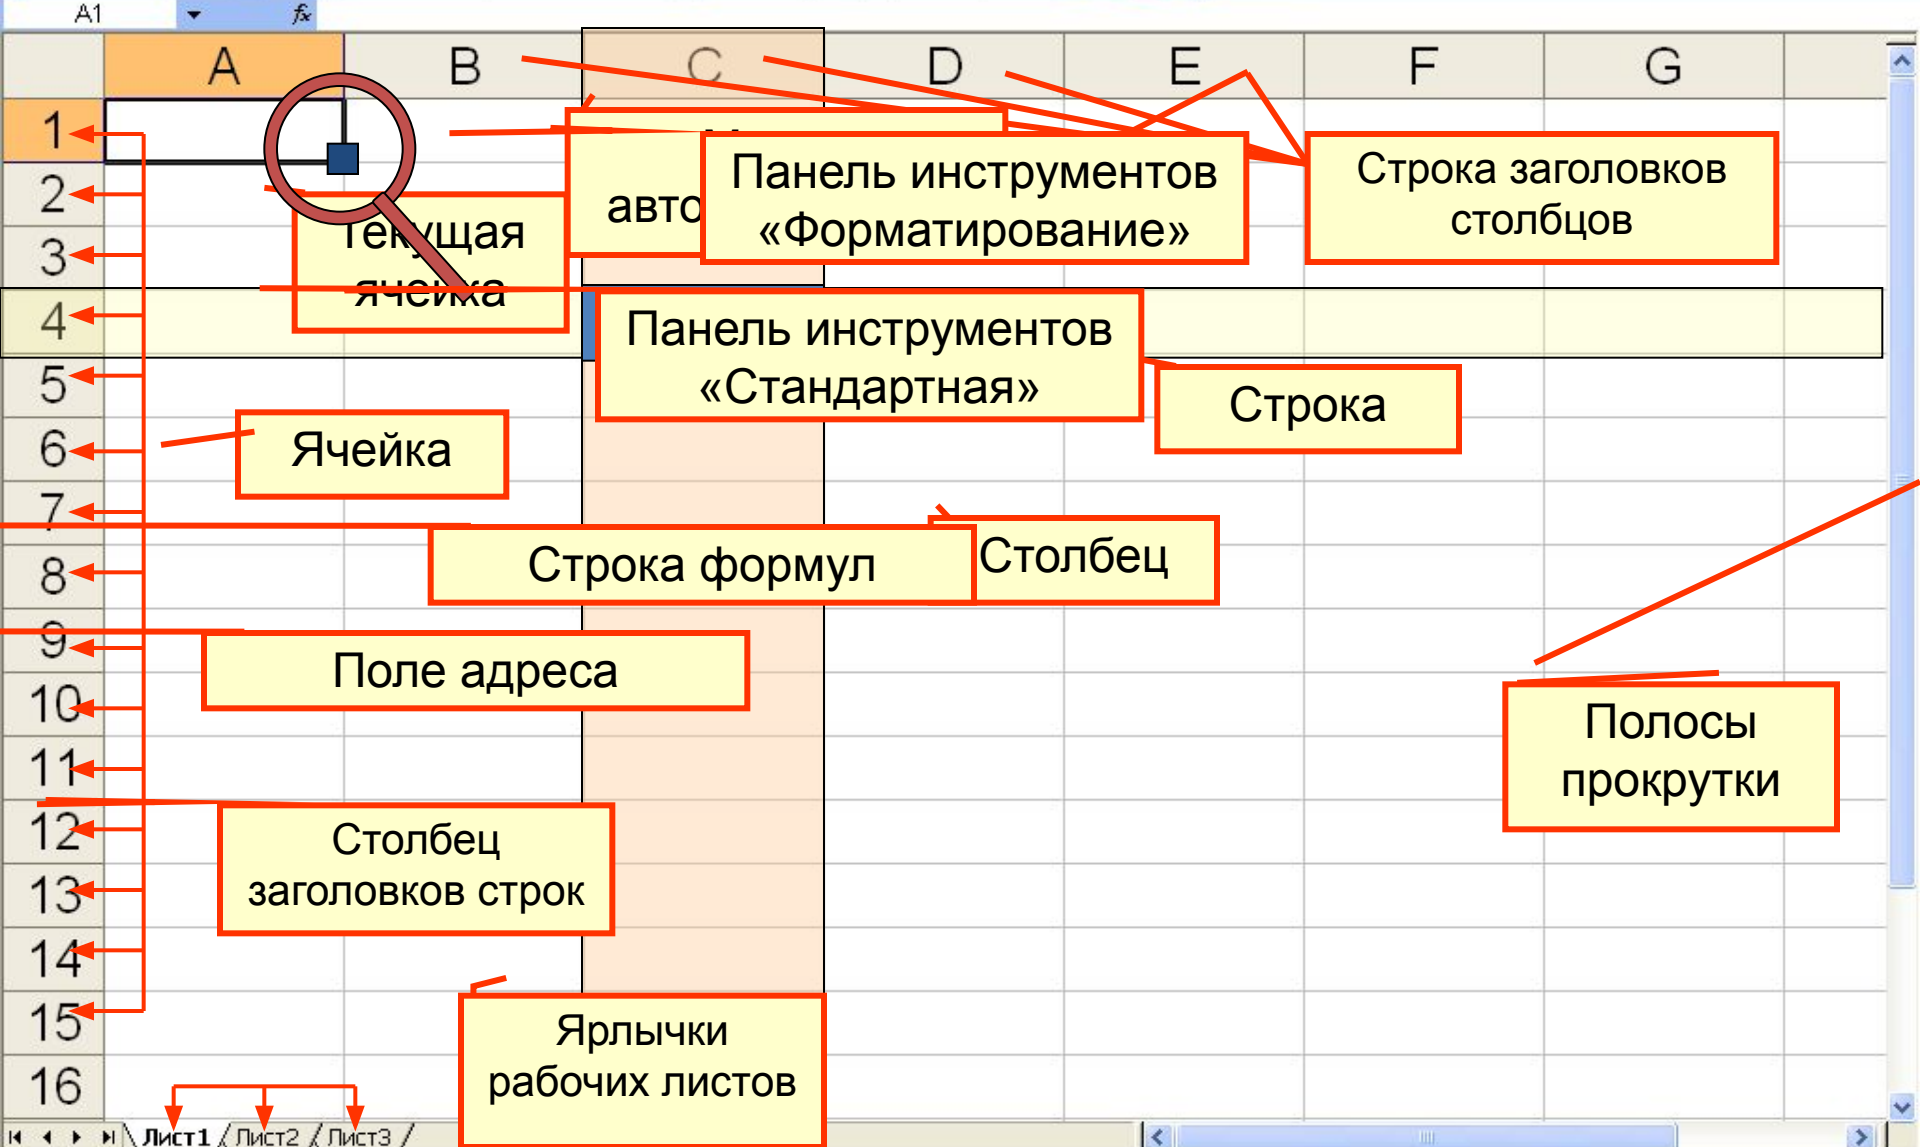 A1 fx
A B C D E F G
1
2
3
4
5
6
7
8
9
10
11
12
13
14
15
16
авто
Панель инструментов
«Форматирование»
Строка заголовков
столбцов
Текущая
ячейка
Панель инструментов
«Стандартная»
Строка
Ячейка
Строка формул
Столбец
Поле адреса
Полосы
прокрутки
Столбец
заголовков строк
Ярлычки
рабочих листов
Лист1 Лист2 Лист3